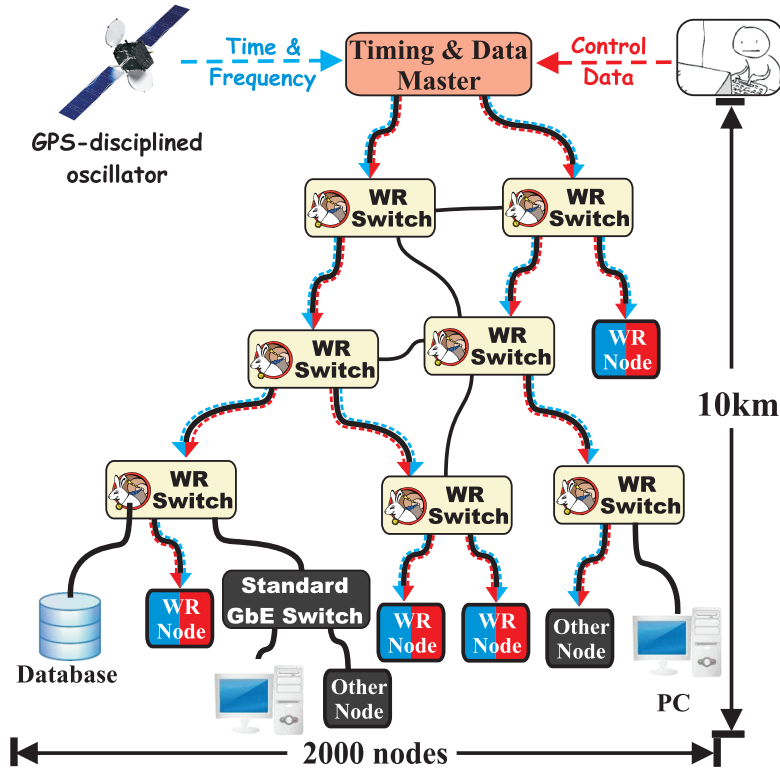 Time &
Frequency
Timing & Data
Master
Control
Data
GPS-disciplined
oscillator
WR
Switch
WR
Switch
WR
Switch
WR
Switch
WR
Node
10km
WR
Switch
WR
Switch
WR
Switch
Database
WR
Node
Standard
GbE Switch
WR
Node
WR
Node
Other
Node
Other
Node
PC
2000 nodes